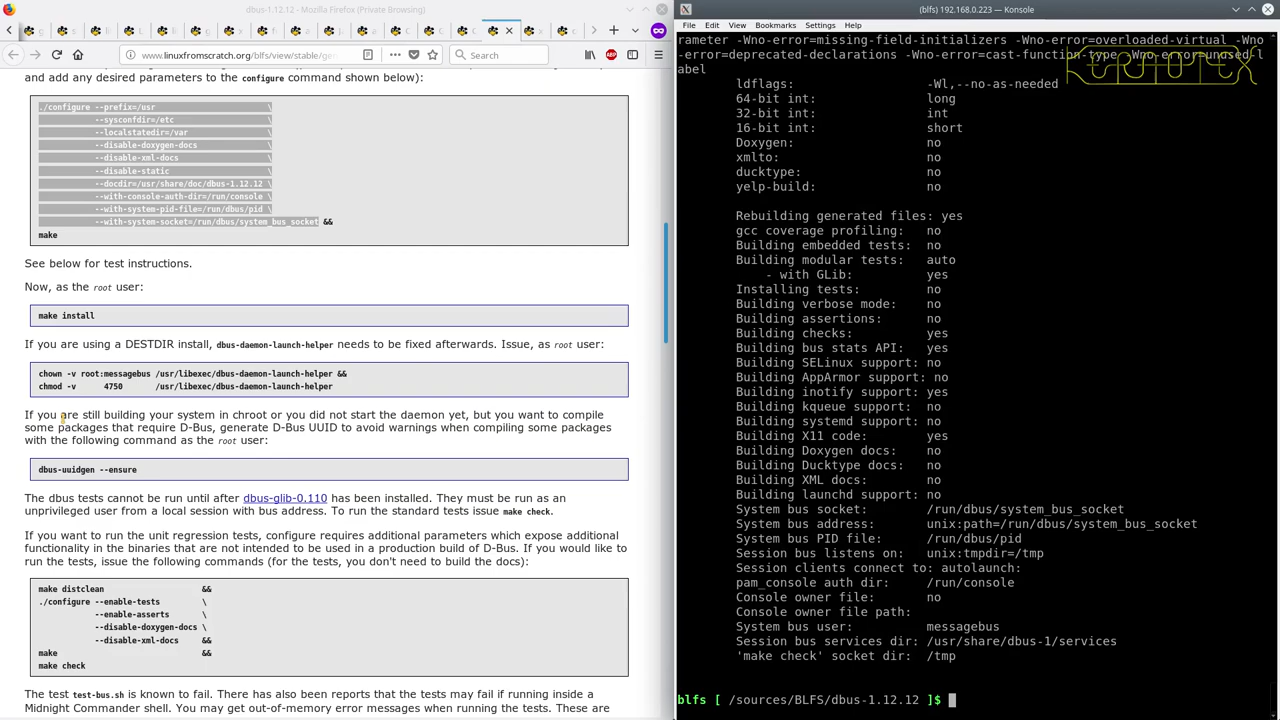 dbus-1.12.12 - Mozilla Firefox (Private Browsing)
www.linuxfromscratch.org/blfs/view/stable/ge
Search
and add any desired parameters to the configure command shown below):
./configure --prefix=/usr \
--sysconfdir=/etc \
--localstatedir=/var \
--disable-doxygen-docs \
--disable-xml-docs \
--disable-static \
--docdir=/usr/share/doc/dbus-1.12.12 \
--with-console-auth-dir=/run/console \
--with-system-pid-file=/run/dbus/pid \
--with-system-socket=/run/dbus/system_bus_socket &&
make
See below for test instructions.
Now, as the root user:
make install
If you are using a DESTDIR install, dbus-daemon-launch-helper needs to be fixed afterwards. Issue, as root user:
chown -v root:messagebus /usr/libexec/dbus-daemon-launch-helper &&
chmod -v 4750 /usr/libexec/dbus-daemon-launch-helper
If you are still building your system in chroot or you did not start the daemon yet, but you want to compile
some packages that require D-Bus, generate D-Bus UUID to avoid warnings when compiling some packages
with the following command as the root user:
dbus-uuidgen --ensure
The dbus tests cannot be run until after dbus-glib-0.110 has been installed. They must be run as an
unprivileged user from a local session with bus address. To run the standard tests issue make check.
If you want to run the unit regression tests, configure requires additional parameters which expose additional
functionality in the binaries that are not intended to be used in a production build of D-Bus. If you would like to
run the tests, issue the following commands (for the tests, you don't need to build the docs):
make distclean &&
./configure --enable-tests \
--enable-asserts \
--disable-doxygen-docs \
--disable-xml-docs &&
make &&
make check
The test test-bus.sh is known to fail. There has also been reports that the tests may fail if running inside a
Midnight Commander shell. You may get out-of-memory error messages when running the tests. These are
(blfs) 192.168.0.223 — Konsole
File Edit View Bookmarks Settings Help
rameter -Wno-error=missing-field-initializers -Wno-error=overloaded-virtual -Wno
-error=deprecated-declarations -Wno-error=cast-function-type -Wno-error=unused-l
abel
ldflags: -Wl,--no-as-needed
64-bit int: long
32-bit int: int
16-bit int: short
Doxygen: no
xmlto: no
ducktype: no
yelp-build: no
Rebuilding generated files: yes
gcc coverage profiling: no
Building embedded tests: no
Building modular tests: auto
- with GLib: yes
Installing tests: no
Building verbose mode: no
Building assertions: no
Building checks: yes
Building bus stats API: yes
Building SELinux support: no
Building AppArmor support: no
Building inotify support: yes
Building kqueue support: no
Building systemd support: no
Building X11 code: yes
Building Doxygen docs: no
Building Ducktype docs: no
Building XML docs: no
Building launchd support: no
System bus socket: /run/dbus/system_bus_socket
System bus address: unix:path=/run/dbus/system_bus_socket
System bus PID file: /run/dbus/pid
Session bus listens on: unix:tmpdir=/tmp
Session clients connect to: autolaunch:
pam_console auth dir: /run/console
Console owner file: no
Console owner file path:
System bus user: messagebus
Session bus services dir: /usr/share/dbus-1/services
'make check' socket dir: /tmp
blfs [ /sources/BLFS/dbus-1.12.12 ]$